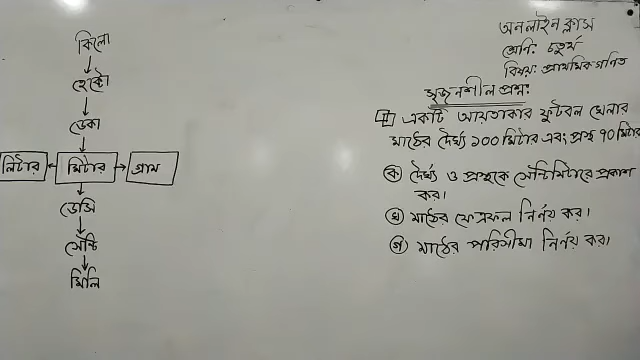 কিলো
হেক্টো
ডেকা
লিটার মিটার গ্রাম
ডেসি
সেন্টি
মিলি
অনলাইন ক্লাস
শ্রেণি: চতুর্থ
বিষয়: প্রাথমিক গণিত
সৃজনশীল প্রশ্ন:
একটি আয়তাকার ফুটবল খেলার
মাঠের দৈর্ঘ্য ১০০ মিটার এবং প্রস্থ ৭০ মিটার
ক দৈর্ঘ্য ও প্রস্থকে সেন্টিমিটারে প্রকাশ
কর।
খ মাঠের ক্ষেত্রফল নির্ণয় কর।
গ মাঠের পরিসীমা নির্ণয় কর।